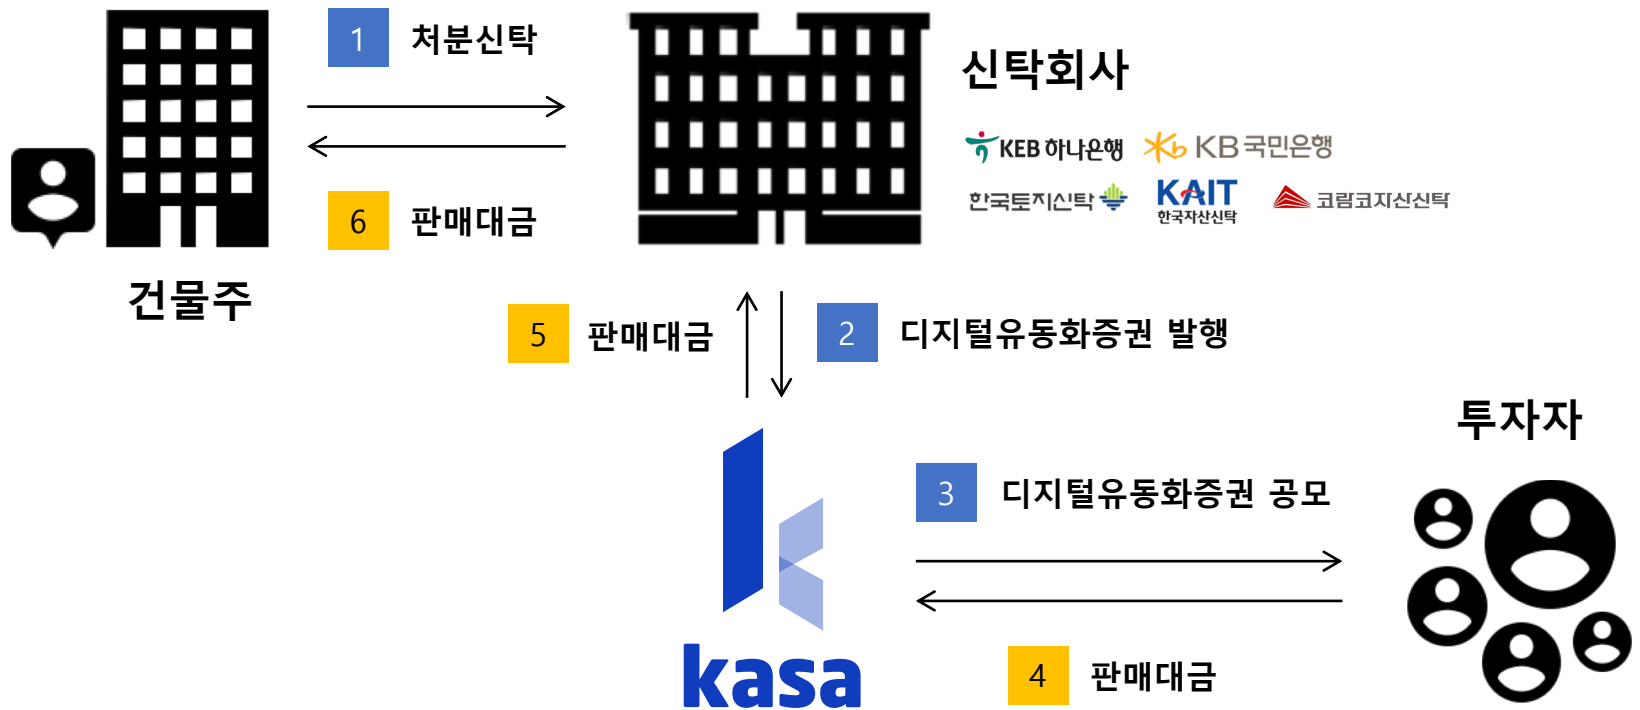 1 처분신탁
6 판매대금
건물주
신탁회사
KEB 하나은행
KB 국민은행
한국토지신탁
KAIT
한국자산신탁
코람코자산신탁
5 판매대금
2 디지털유동화증권 발행
투자자
3 디지털유동화증권 공모
4 판매대금
kasa